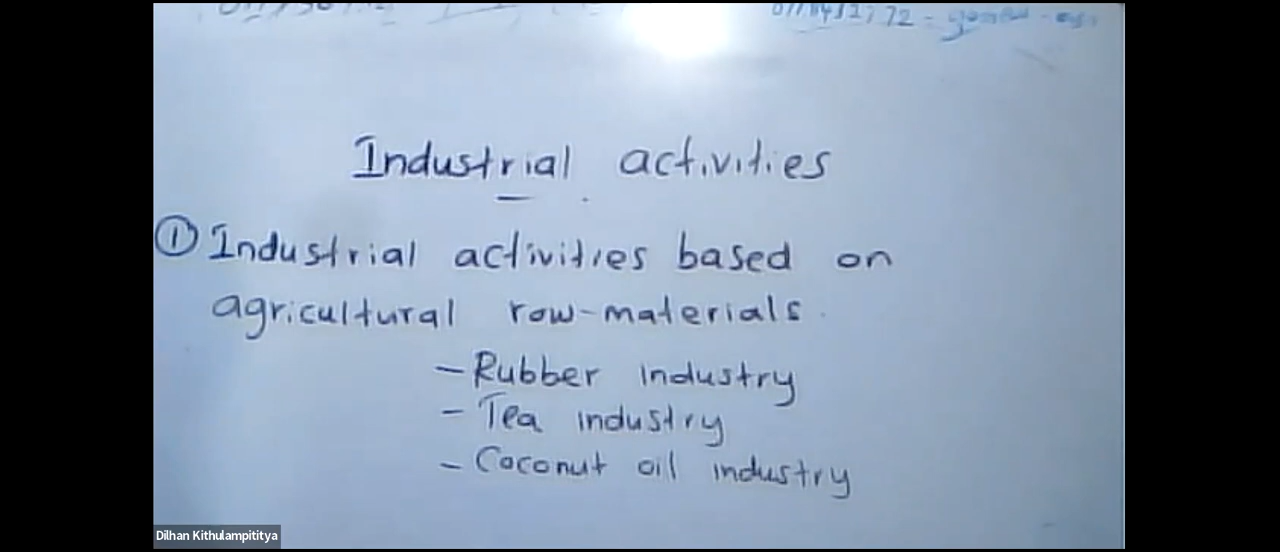 Industrial activities
① Industrial activities based on
agricultural row-materials.
- Rubber industry
- Tea industry
- Coconut oil industry
Dilhan Kithulampititya